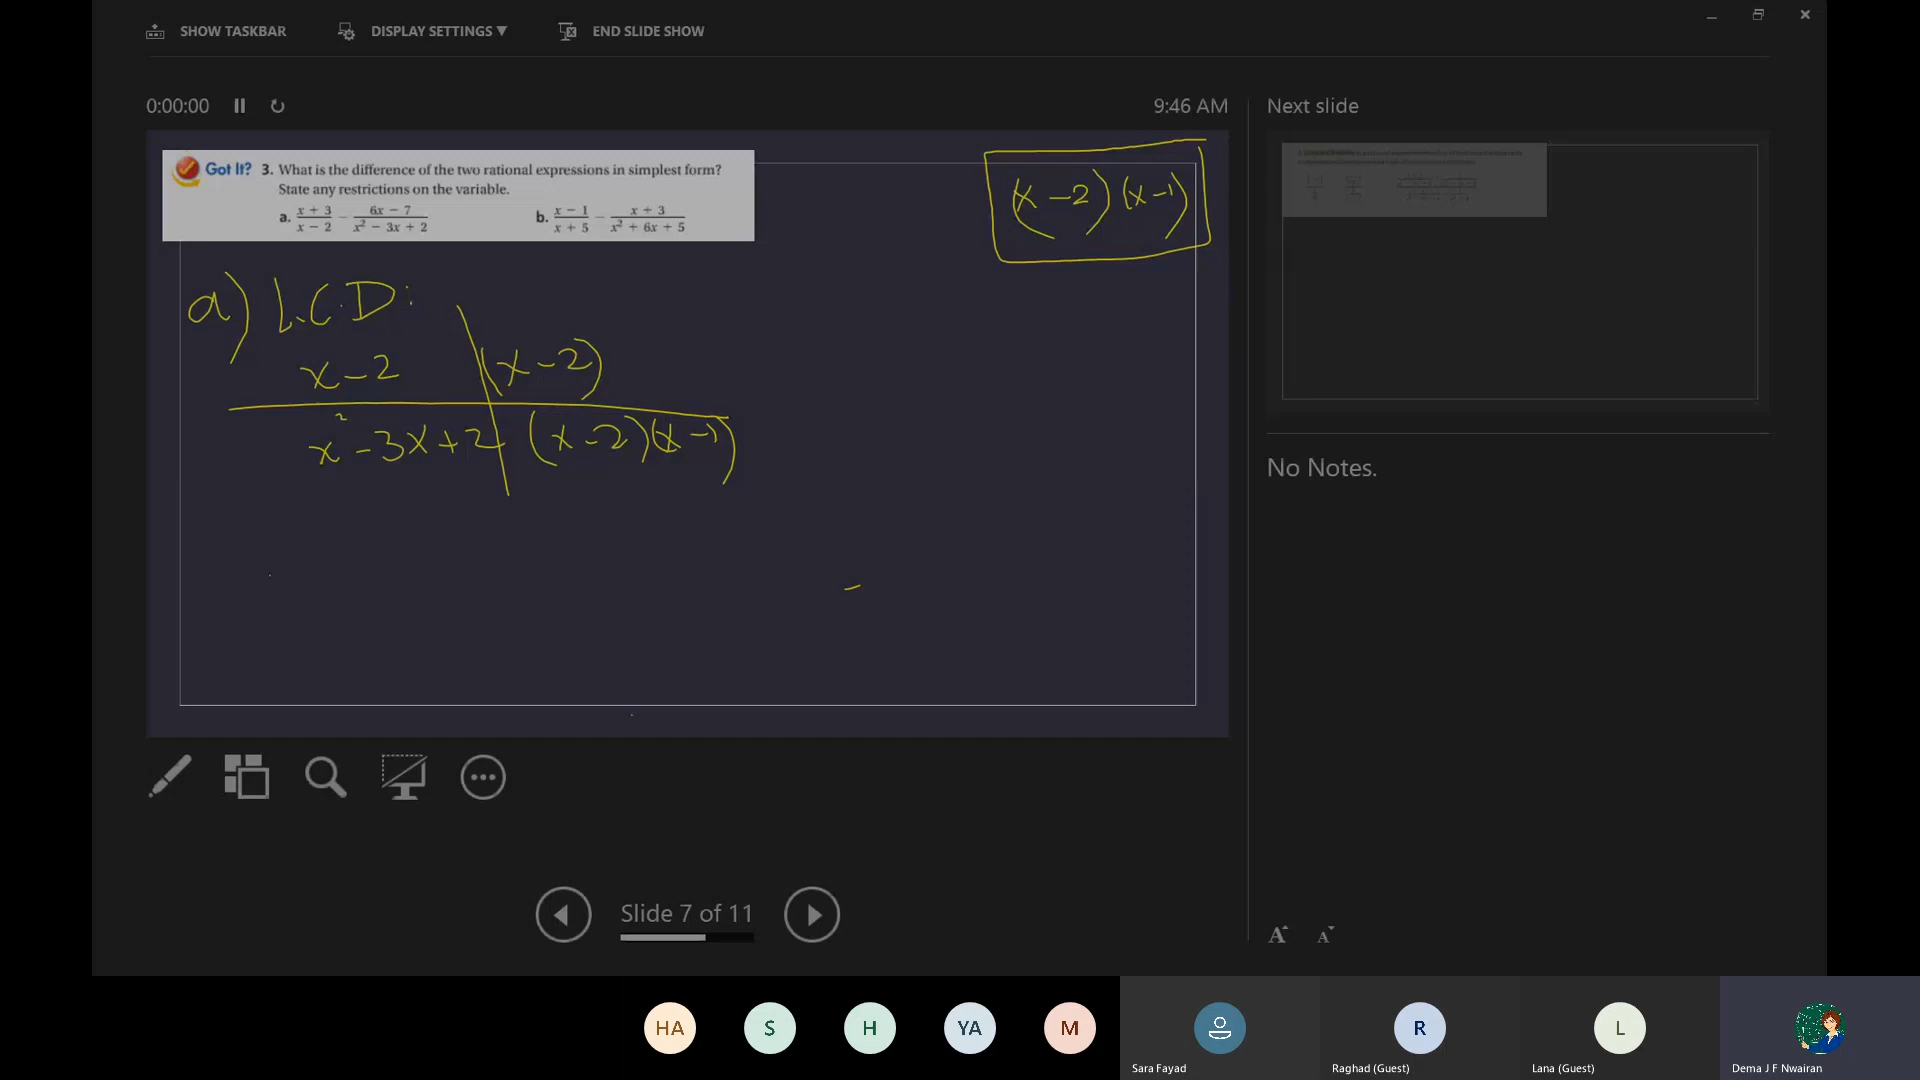 SHOW TASKBAR DISPLAY SETTINGS ▼ END SLIDE SHOW
0:00:00 9:46 AM Next slide
Got It? 3. What is the difference of the two rational expressions in simplest form?
State any restrictions on the variable.
a. (x + 3)/(x − 2) − (6x − 7)/(x² − 3x + 2) b. (x − 1)/(x + 5) − (x + 3)/(x² + 6x + 5)
(x-2)(x-1)
a) L.C.D:
x-2 (x-2)
x²-3x+2 (x-2)(x-1)
No Notes.
Slide 7 of 11
A A
HA S H YA M R L
Sara Fayad Raghad (Guest) Lana (Guest) Dema J F Nwairan